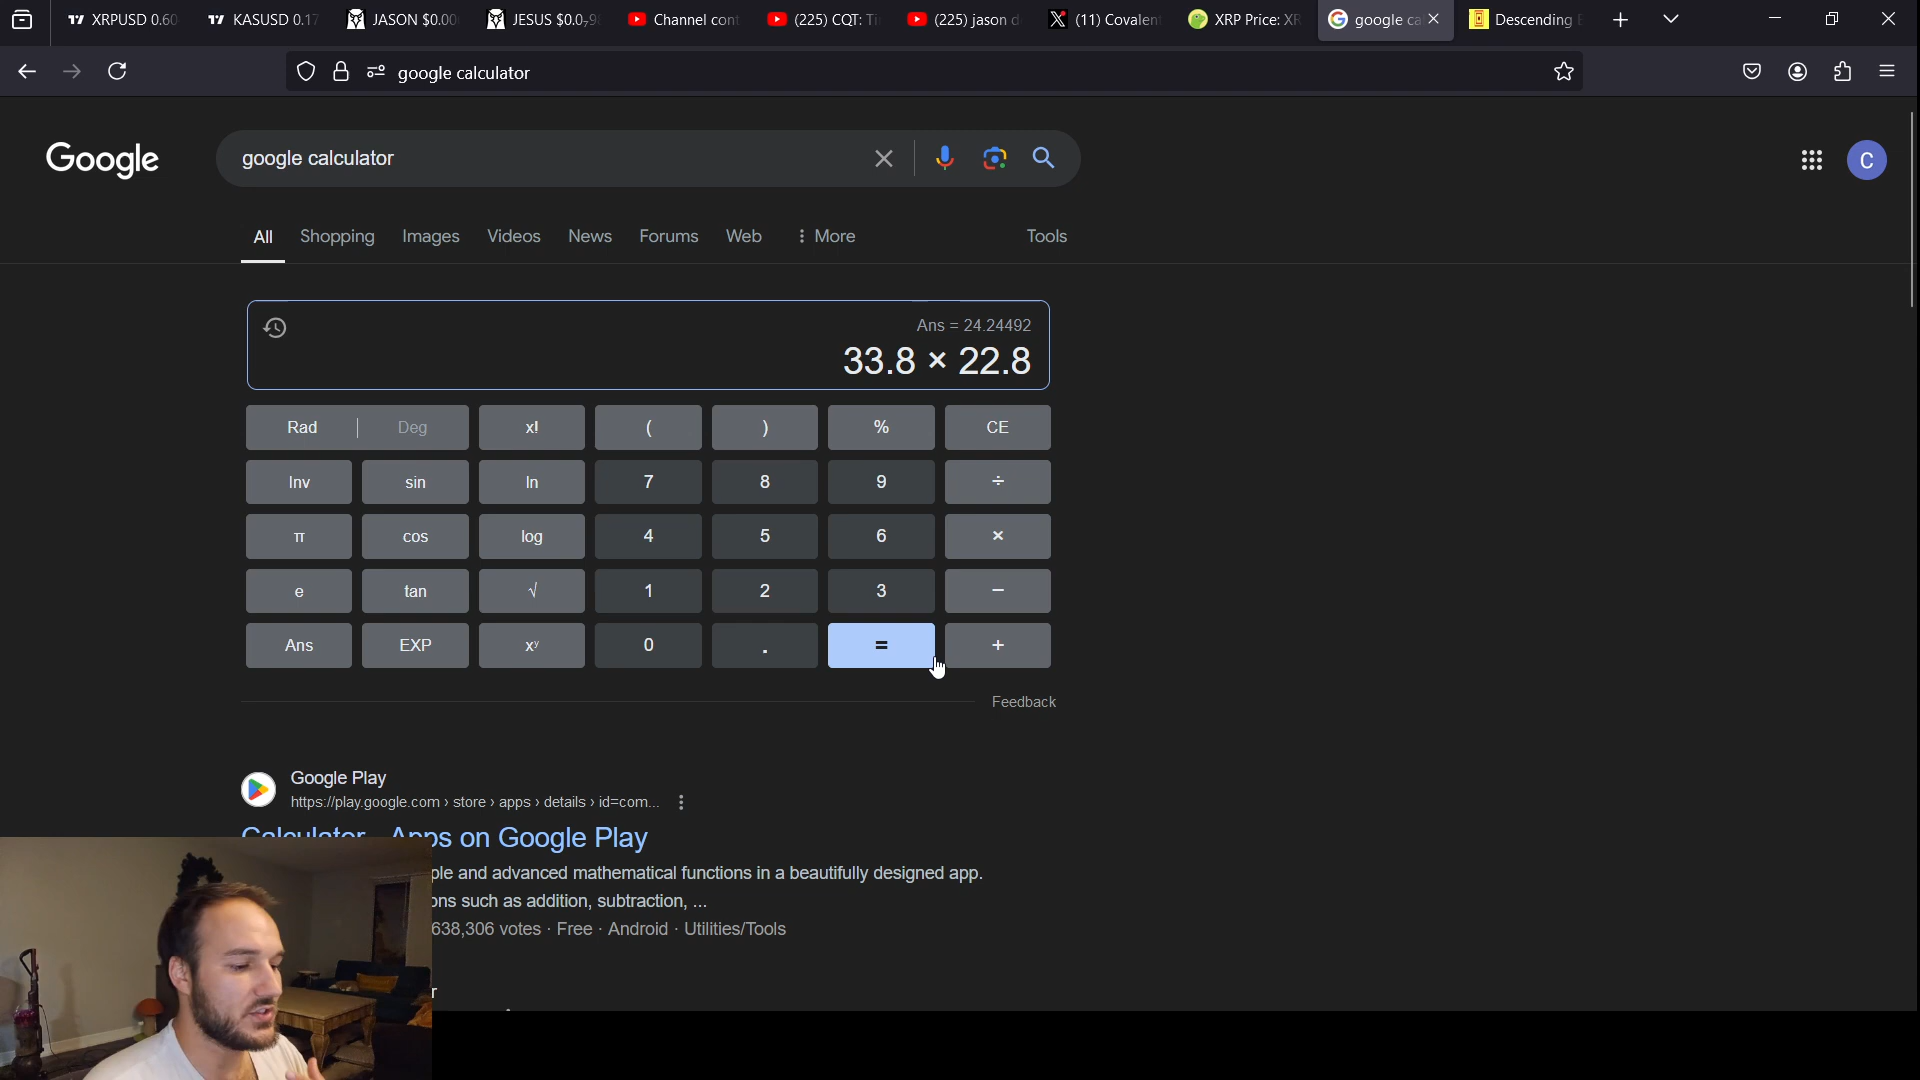 XRPUSD 0.60
KASUSD 0.17
JASON $0.00
JESUS $0.0₇9
Channel cont
(225) CQT: Ti
(225) jason d
(11) Covalen
XRP Price: XR
google ca
Descending
google calculator
Google
google calculator
C
All Shopping Images Videos News Forums Web More Tools
Ans = 24.24492
33.8 × 22.8
Rad | Deg x! ( ) % CE
Inv sin ln 7 8 9 ÷
π cos log 4 5 6 ×
e tan √ 1 2 3 −
Ans EXP xʸ 0 . = +
Feedback
Google Play
https://play.google.com › store › apps › details › id=com...
Calculator - Apps on Google Play
ple and advanced mathematical functions in a beautifully designed app.
ons such as addition, subtraction, ...
638,306 votes · Free · Android · Utilities/Tools
r